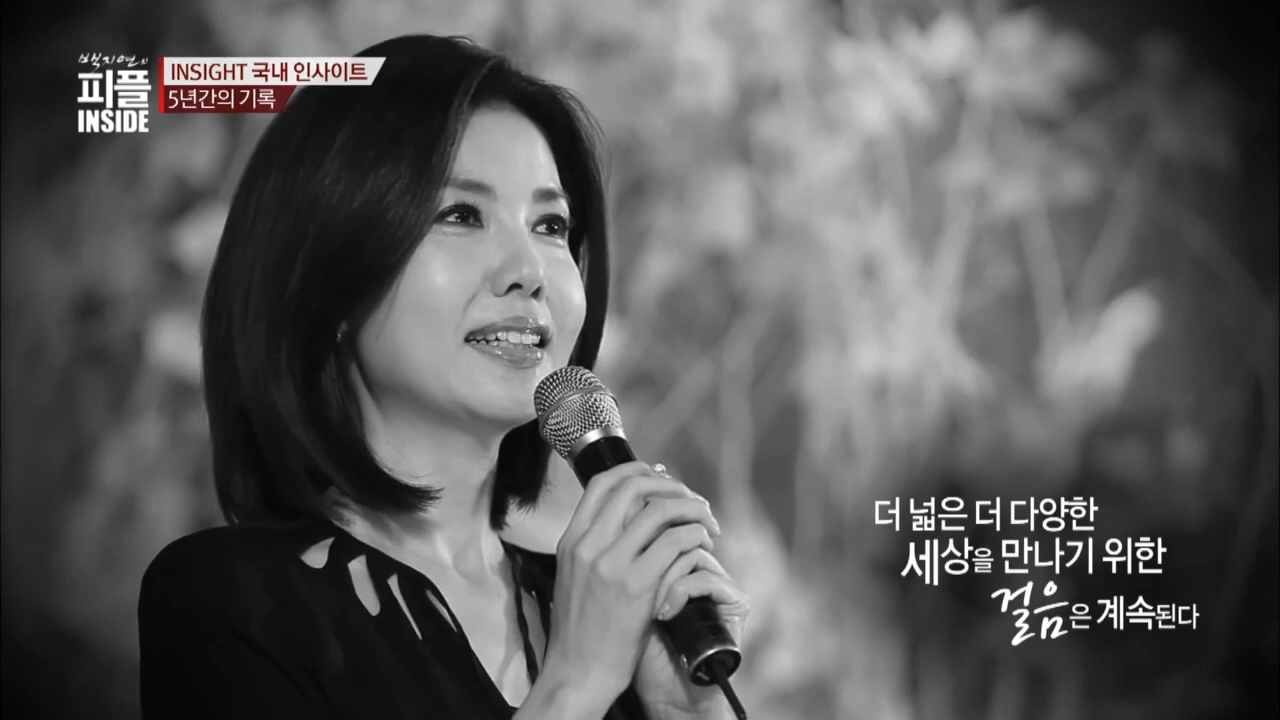 백지연의
피플
INSIDE
INSIGHT 국내 인사이트
5년간의 기록
더 넓은 더 다양한
세상을 만나기 위한
걸음은 계속된다